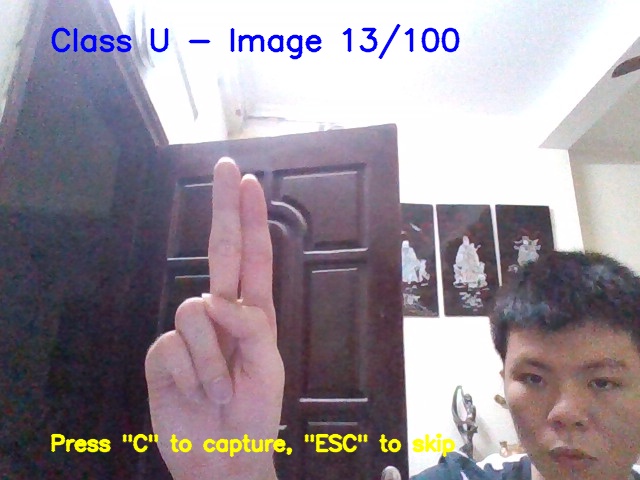 Class U - Image 13/100
Press "C" to capture, "ESC" to skip